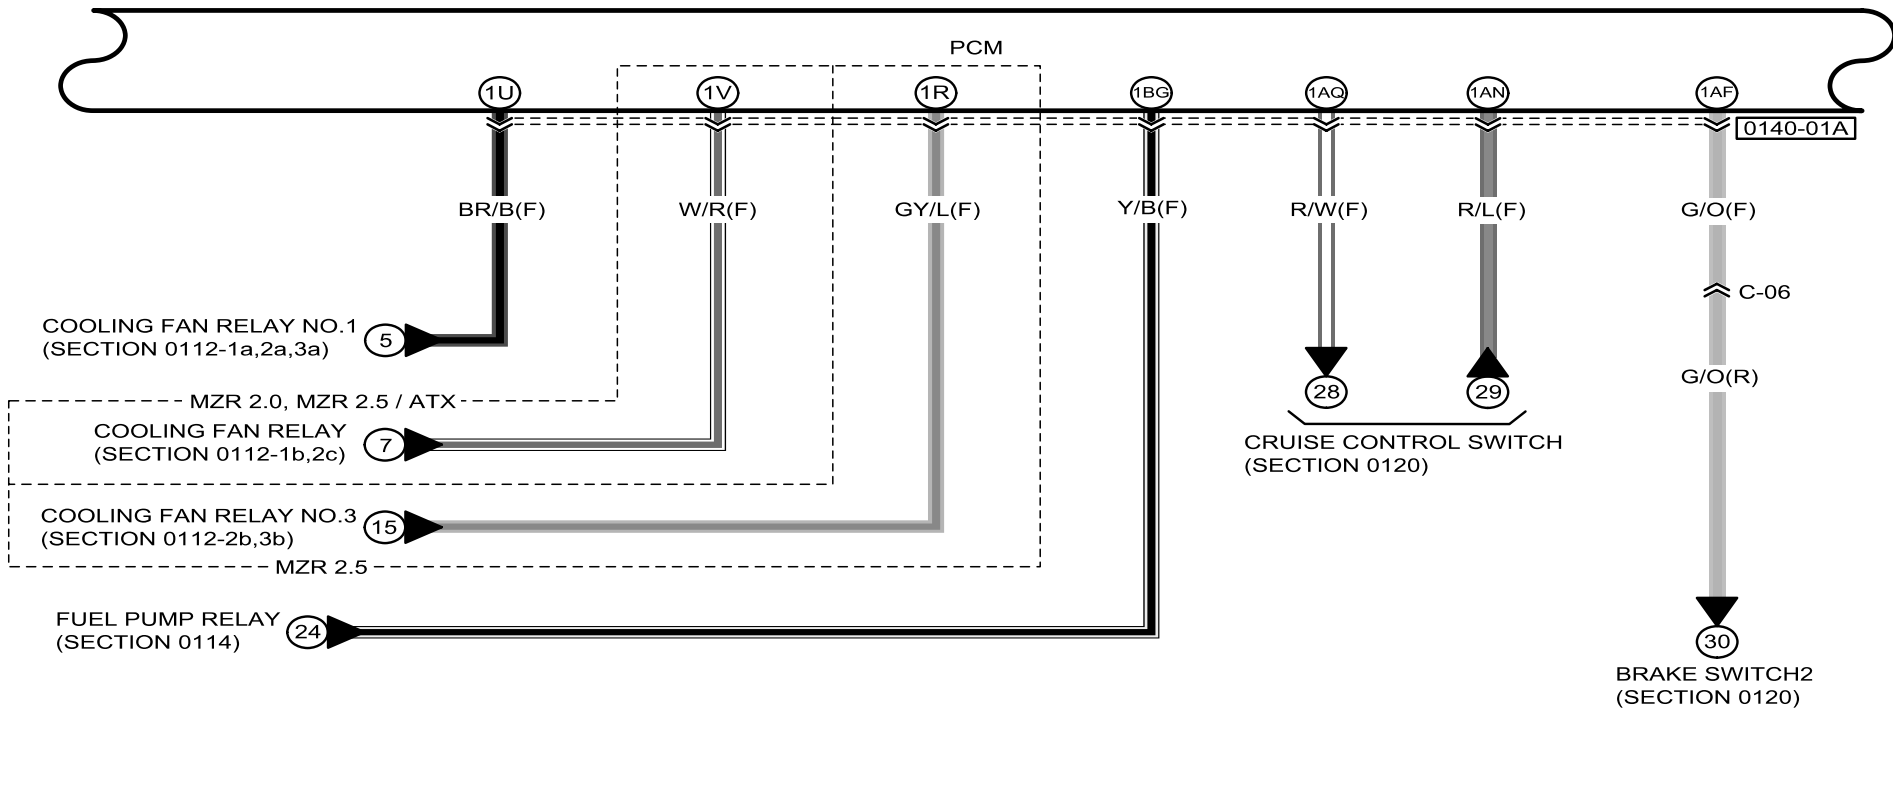 PCM
1U
1V
1R
1BG
1AQ
1AN
1AF
0140-01A
BR/B(F)
W/R(F)
GY/L(F)
Y/B(F)
R/W(F)
R/L(F)
G/O(F)
C-06
COOLING FAN RELAY NO.1
(SECTION 0112-1a,2a,3a)
5
G/O(R)
28
29
MZR 2.0, MZR 2.5 / ATX
COOLING FAN RELAY
(SECTION 0112-1b,2c)
7
CRUISE CONTROL SWITCH
(SECTION 0120)
COOLING FAN RELAY NO.3
(SECTION 0112-2b,3b)
15
MZR 2.5
FUEL PUMP RELAY
(SECTION 0114)
24
30
BRAKE SWITCH2
(SECTION 0120)